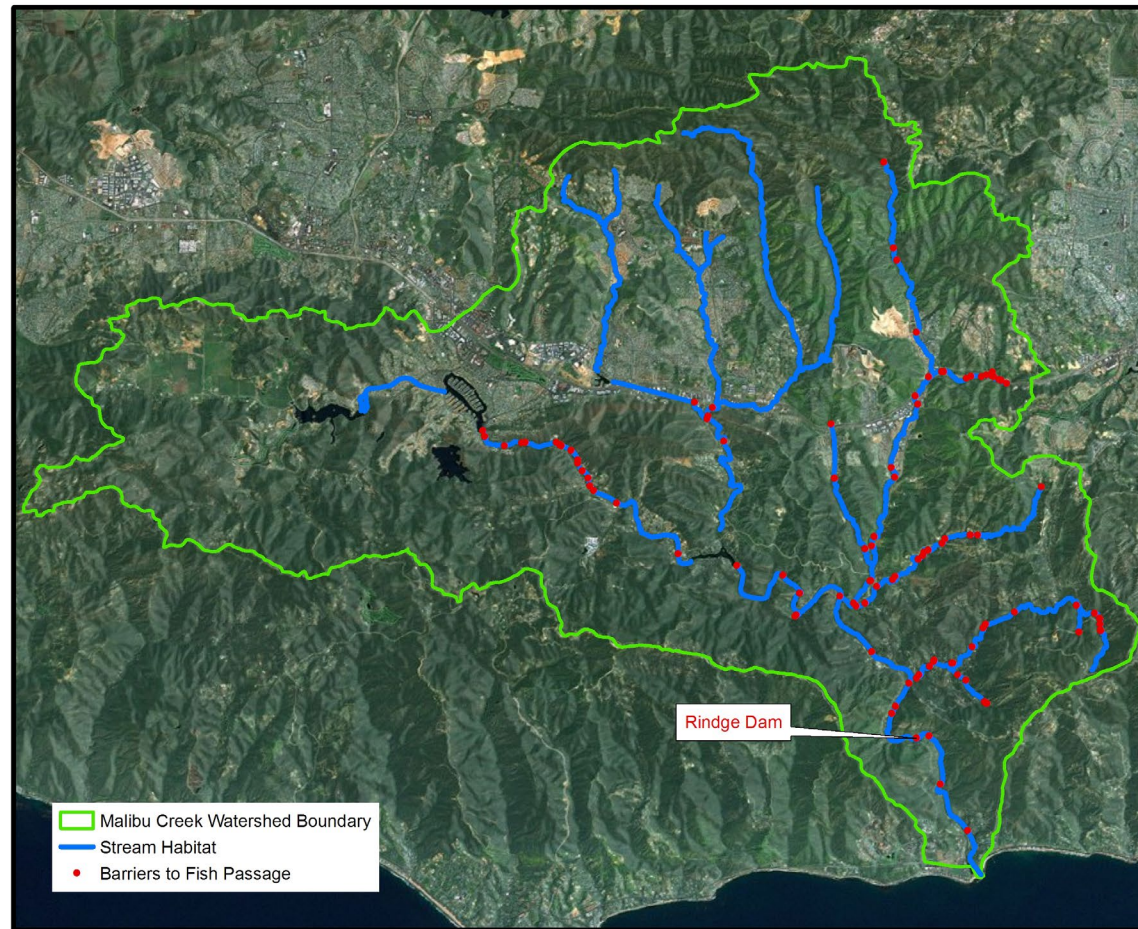 Rindge Dam
Malibu Creek Watershed Boundary
Stream Habitat
Barriers to Fish Passage